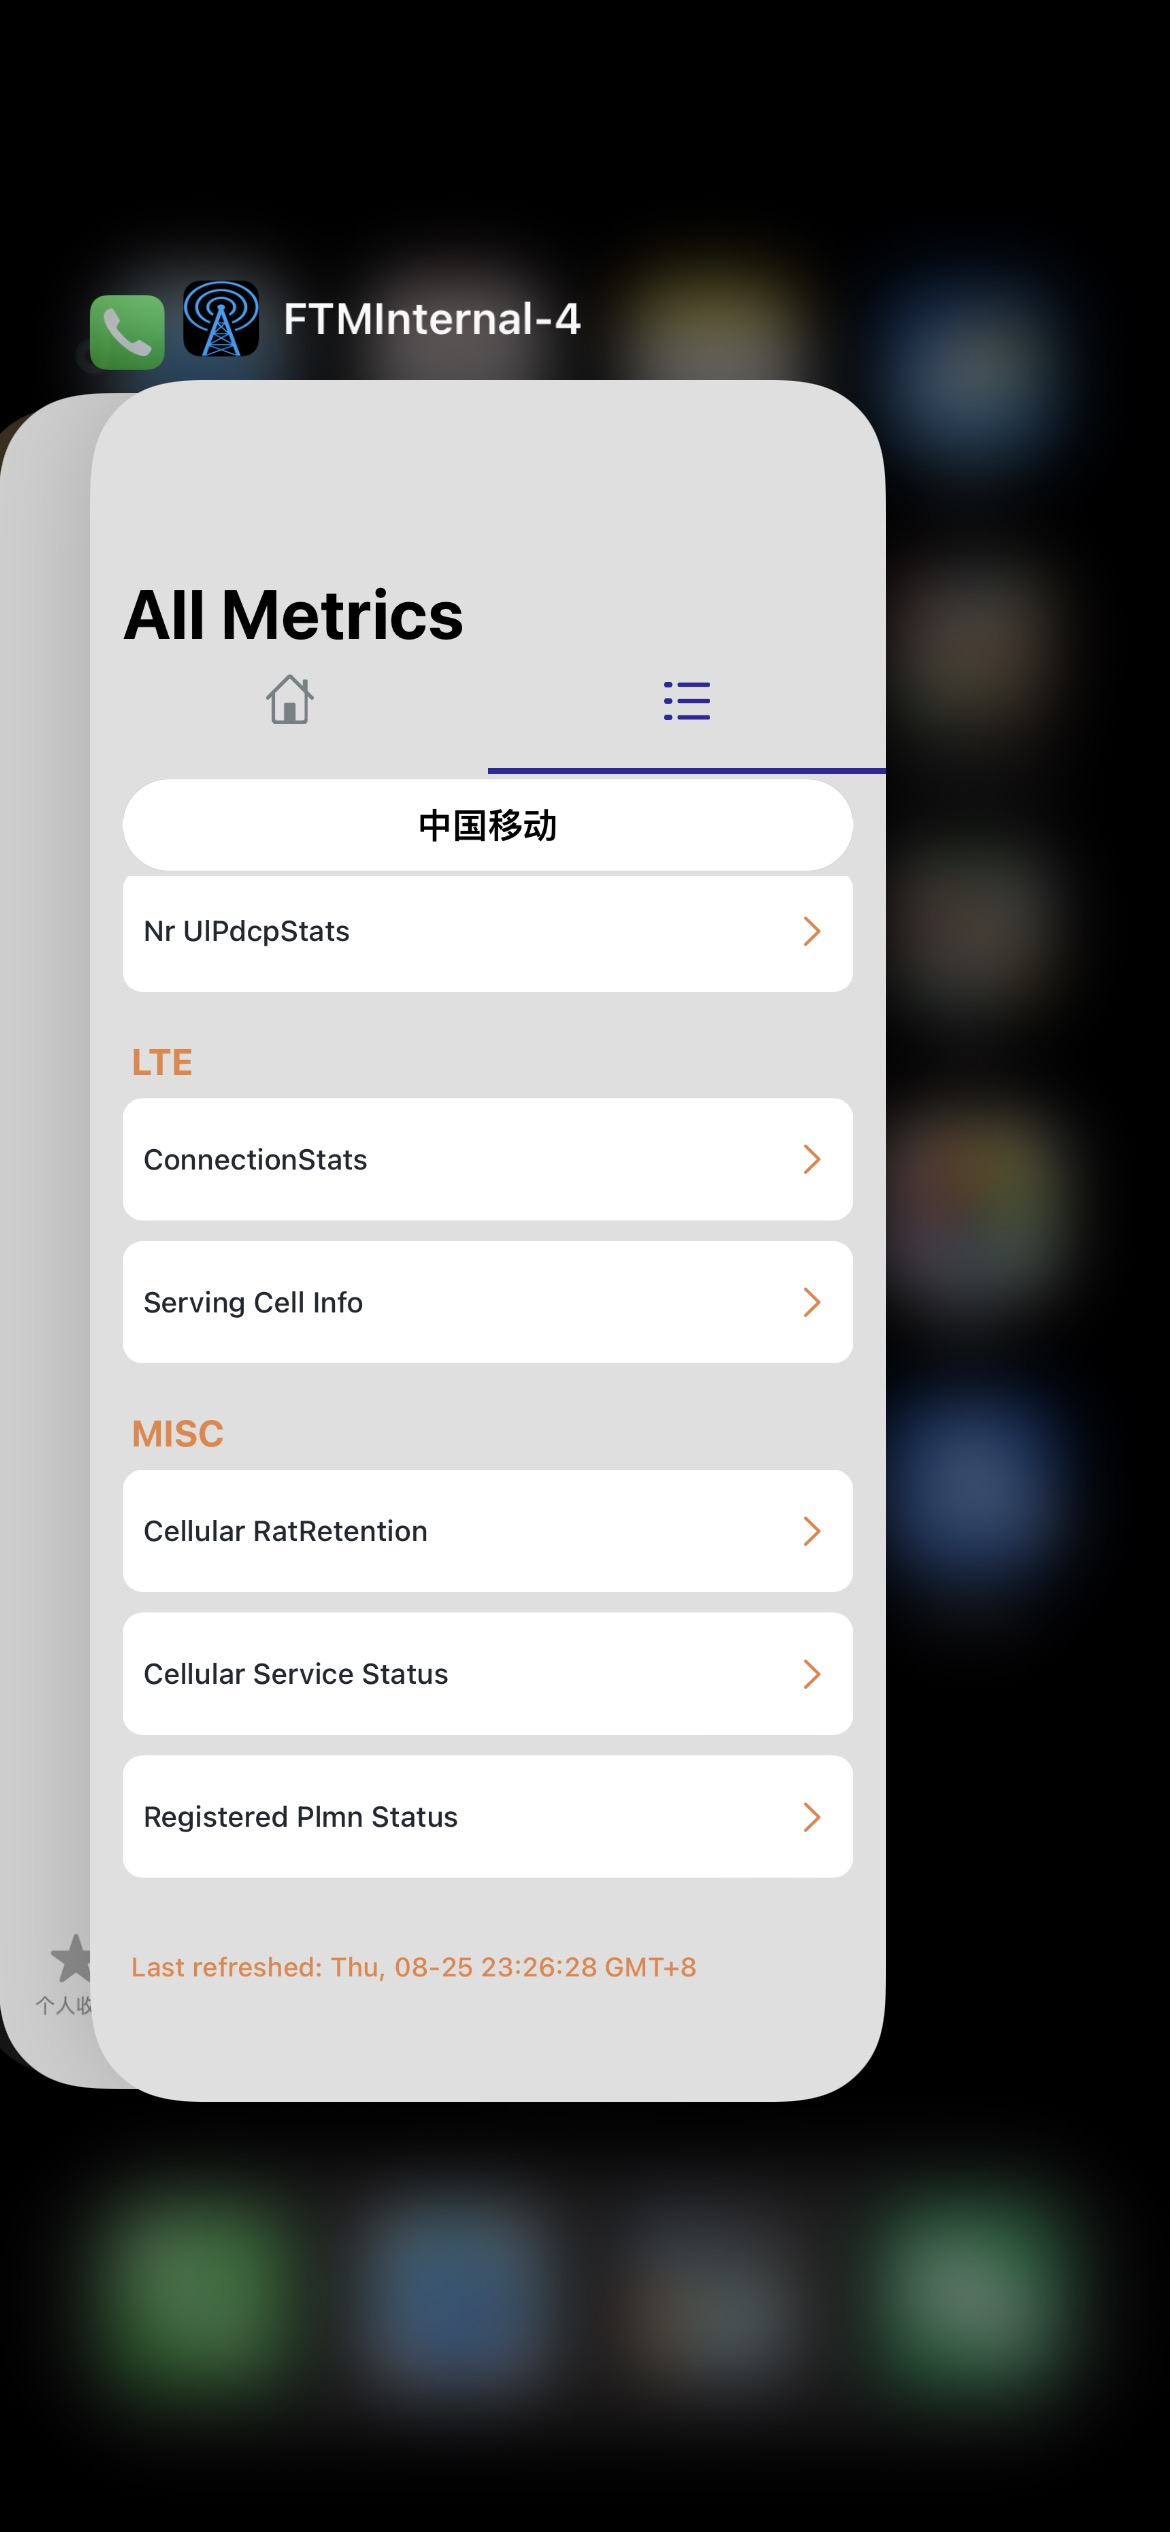 FTMInternal-4
All Metrics
中国移动
Nr UlPdcpStats
LTE
ConnectionStats
Serving Cell Info
MISC
Cellular RatRetention
Cellular Service Status
Registered Plmn Status
Last refreshed: Thu, 08-25 23:26:28 GMT+8
个人收